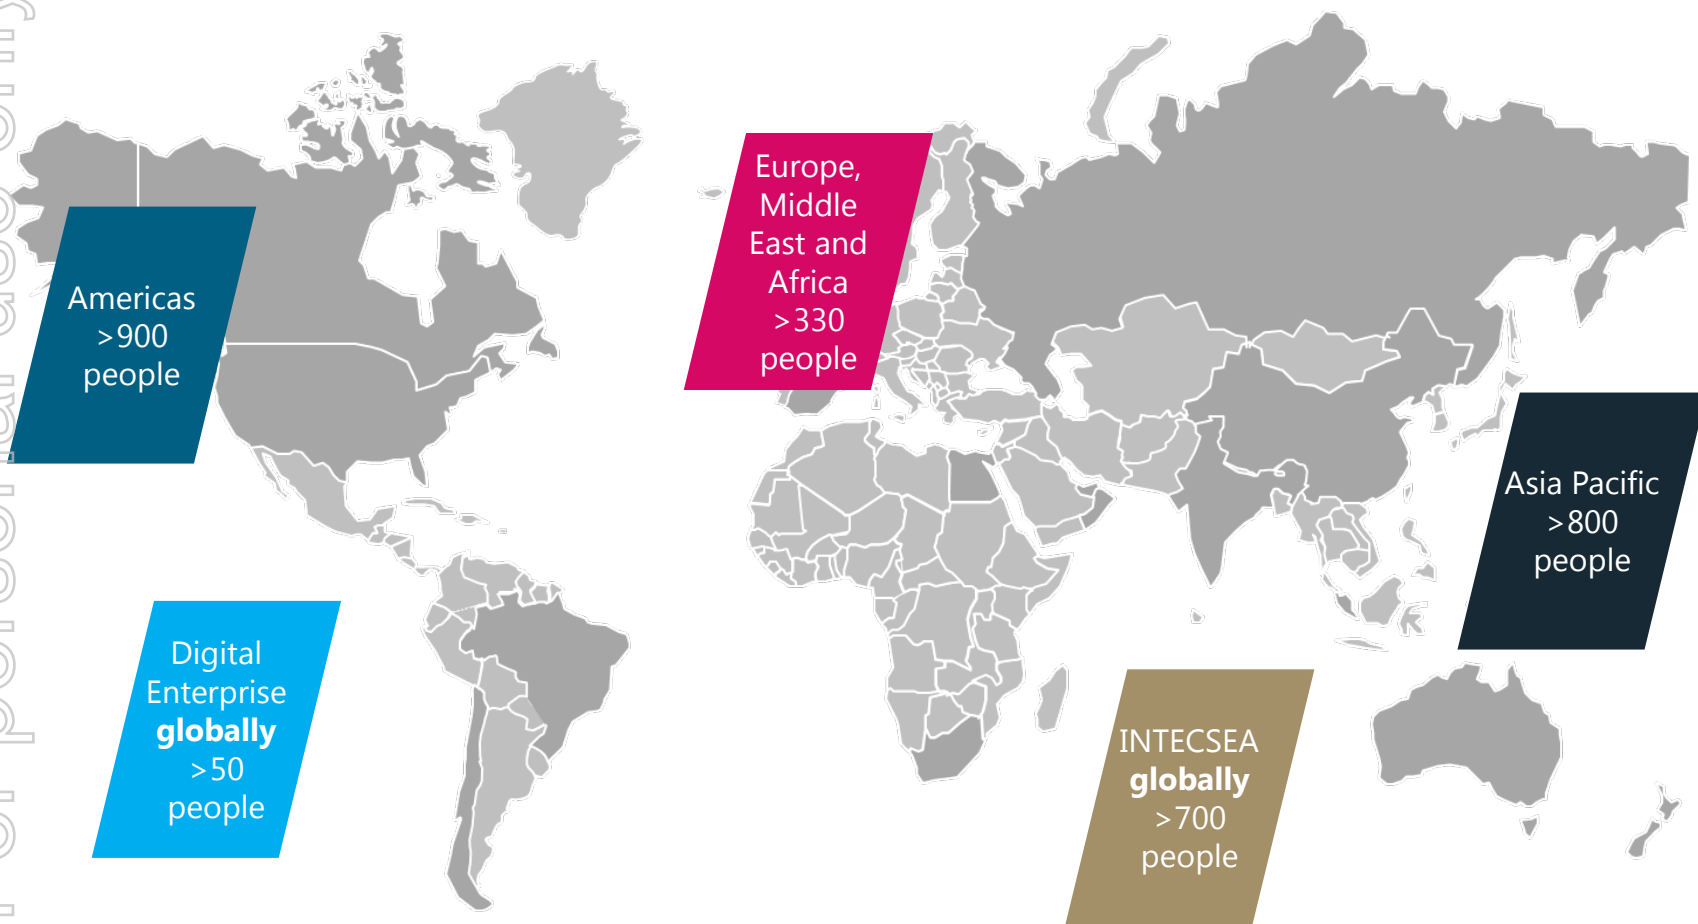 Americas
>900
people
Europe,
Middle
East and
Africa
>330
people
Asia Pacific
>800
people
Digital
Enterprise
globally
>50
people
INTECSEA
globally
>700
people